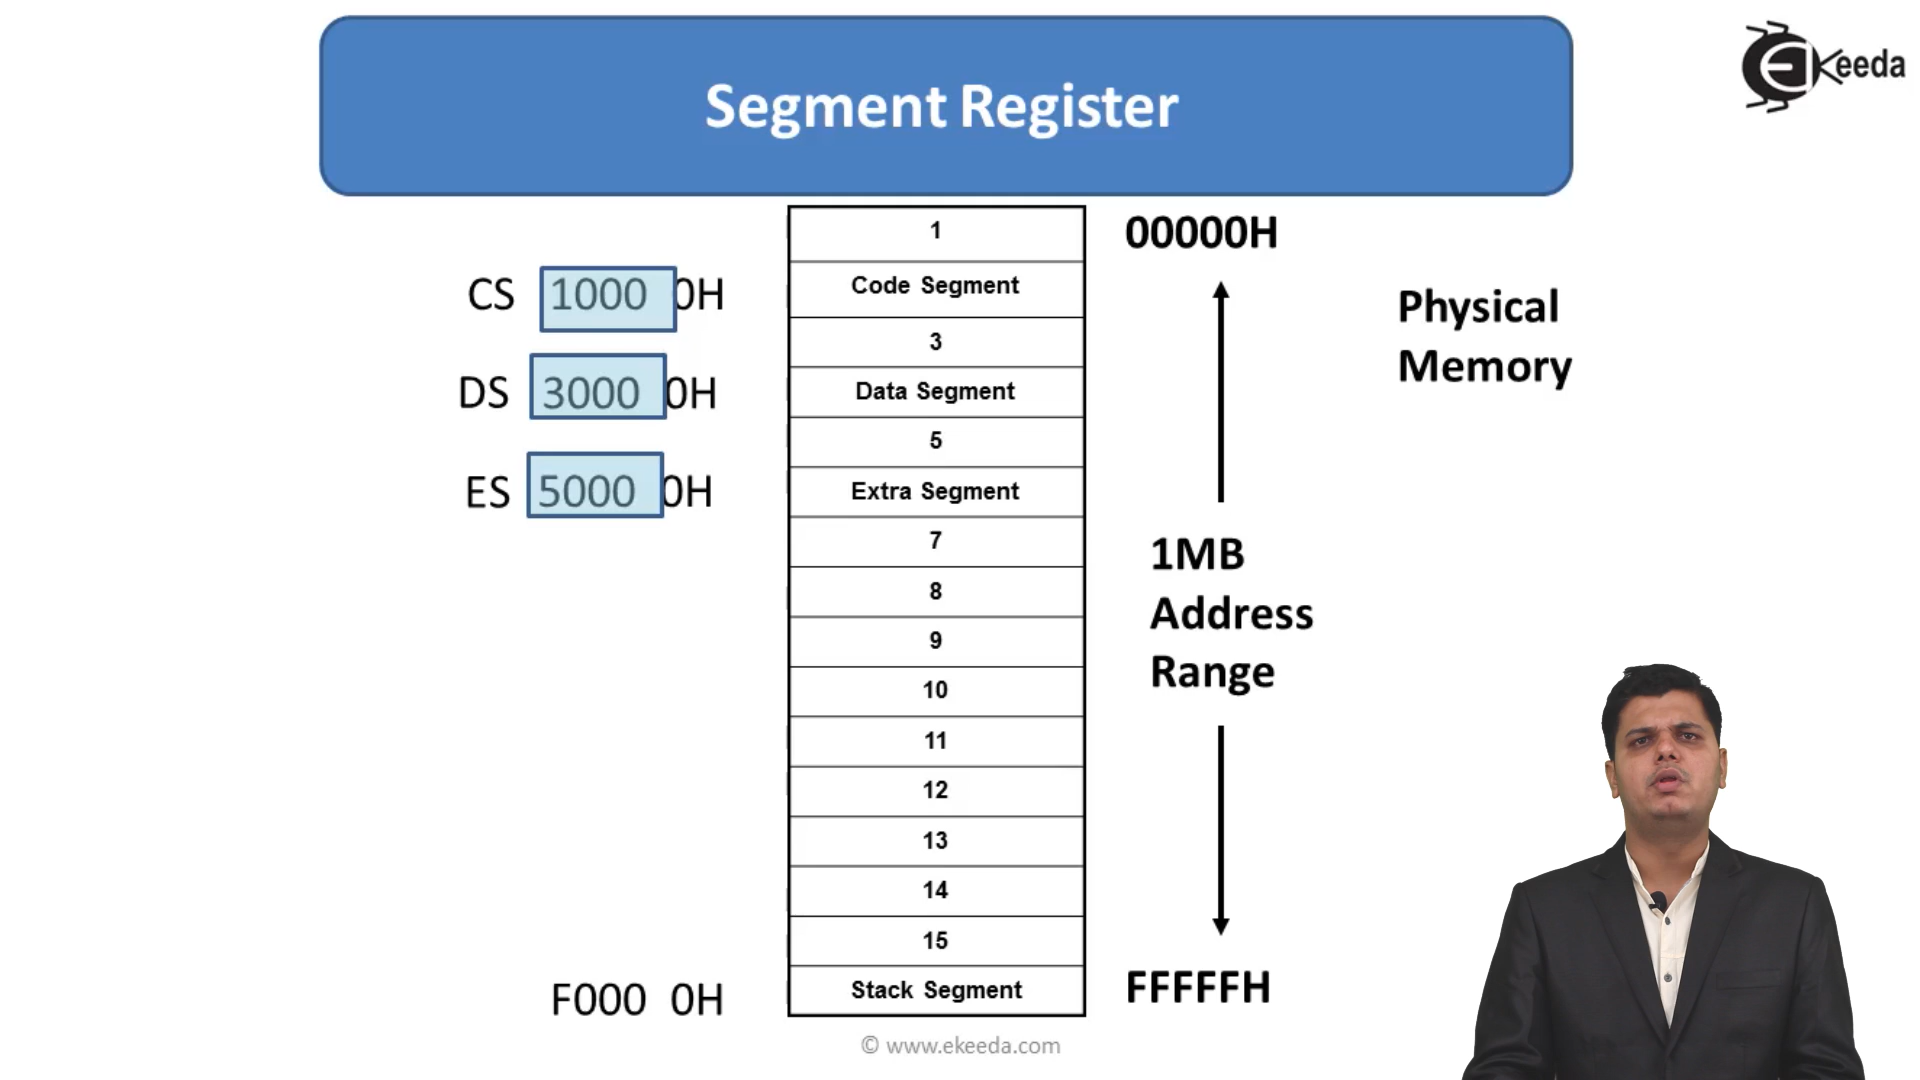 Segment Register
EKeeda
1
00000H
CS 1000 0H
Code Segment
Physical
Memory
3
DS 3000 0H
Data Segment
5
ES 5000 0H
Extra Segment
7
1MB
Address
Range
8
9
10
11
12
13
14
15
F000 0H
Stack Segment
FFFFFH
© www.ekeeda.com